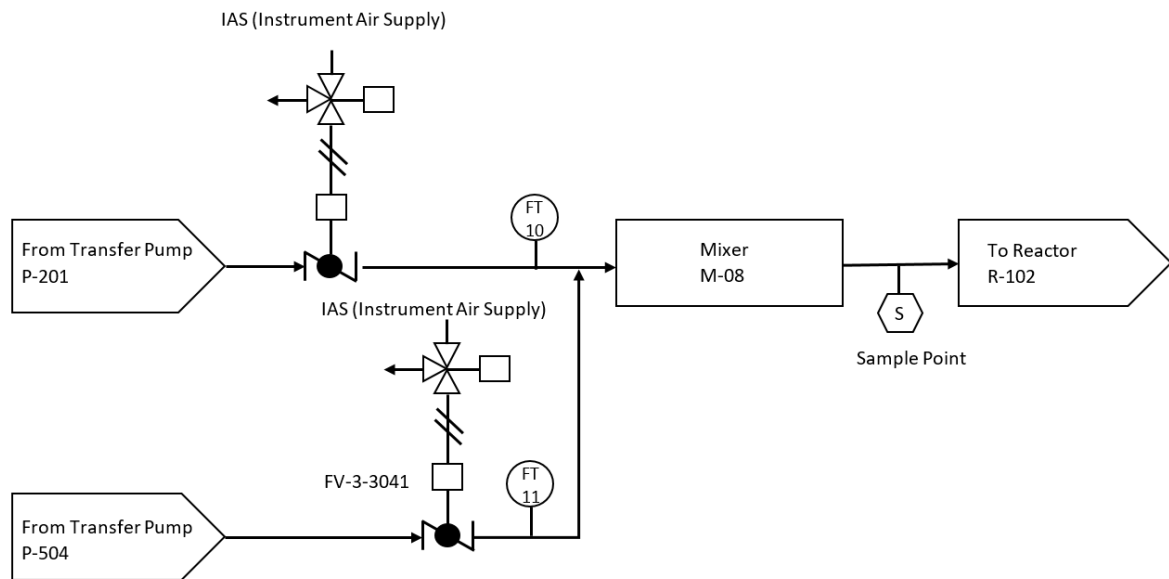 IAS (Instrument Air Supply)
From Transfer Pump
P-201
FT
10
Mixer
M-08
To Reactor
R-102
S
Sample Point
IAS (Instrument Air Supply)
FV-3-3041
FT
11
From Transfer Pump
P-504